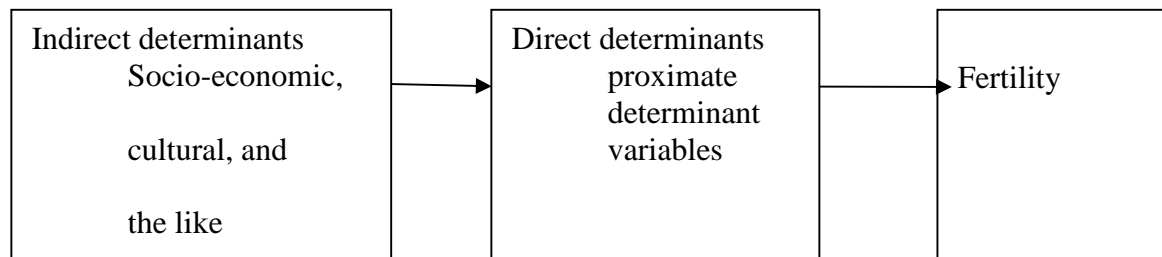 Indirect determinants
Socio-economic,
cultural, and
the like
Direct determinants
proximate
determinant
variables
Fertility